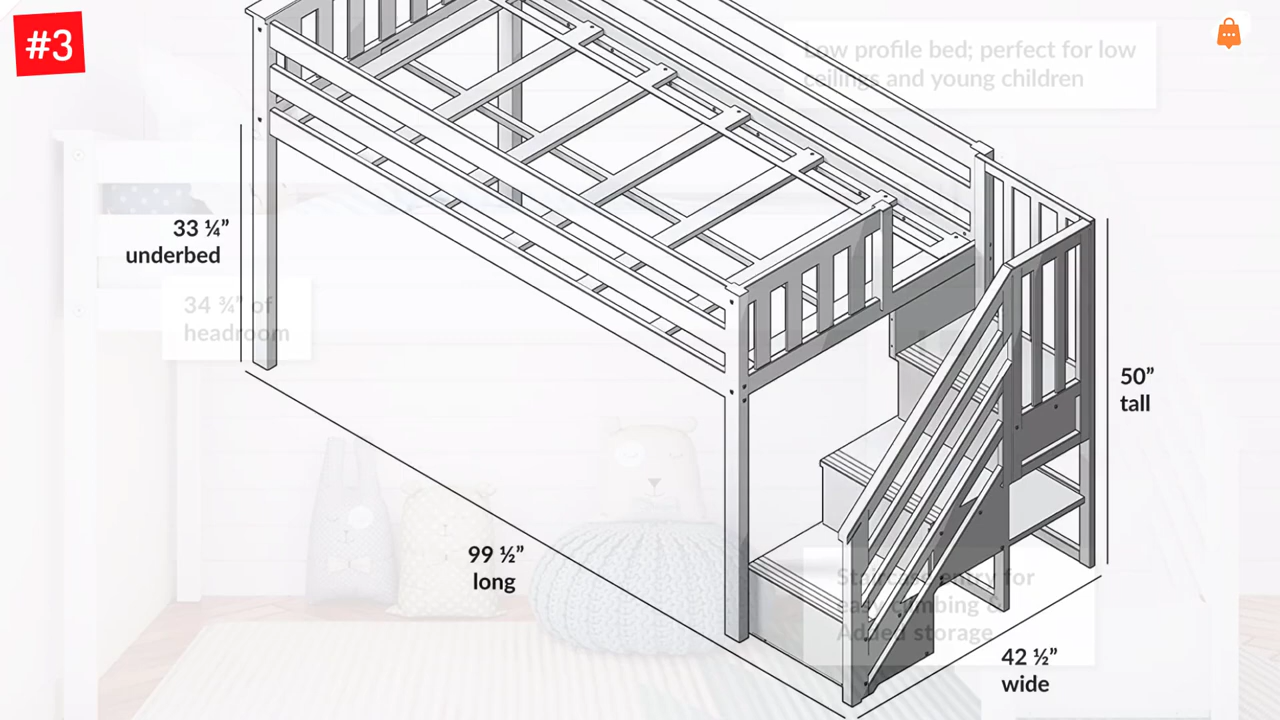 #3
Low profile bed; perfect for low
ceilings and young children
33 ¼”
underbed
34 ¾” of
headroom
50”
tall
99 ½”
long
Staircase entry for
easy climbing &
Added storage
42 ½”
wide